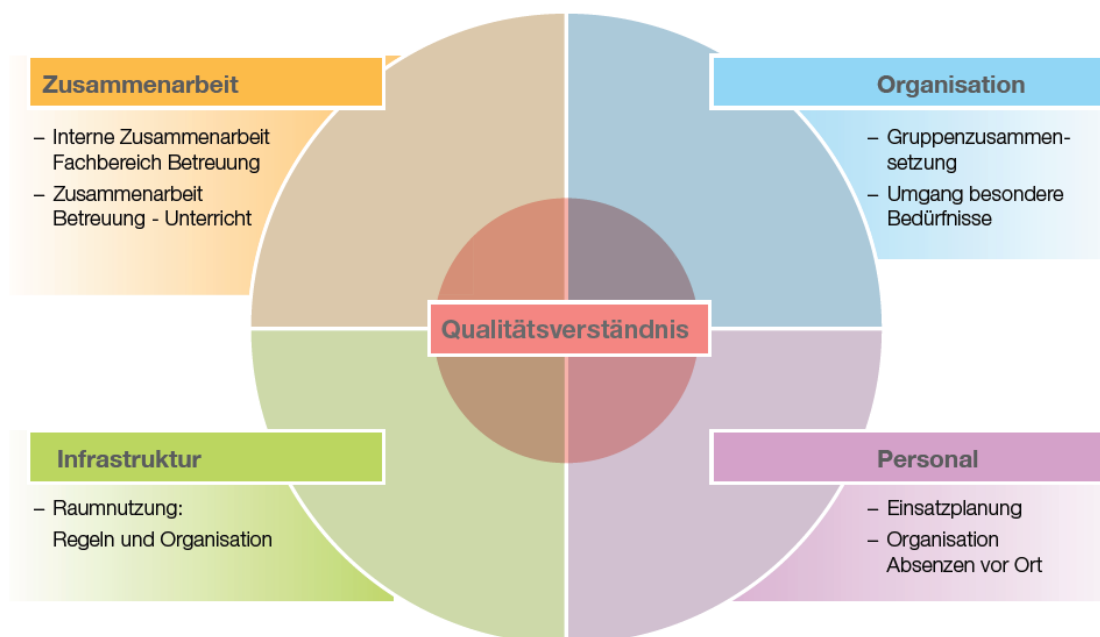 Zusammenarbeit
– Interne Zusammenarbeit
Fachbereich Betreuung
– Zusammenarbeit
Betreuung - Unterricht
Organisation
– Gruppenzusammen-
setzung
– Umgang besondere
Bedürfnisse
Qualitätsverständnis
Infrastruktur
– Raumnutzung:
Regeln und Organisation
Personal
– Einsatzplanung
– Organisation
Absenzen vor Ort